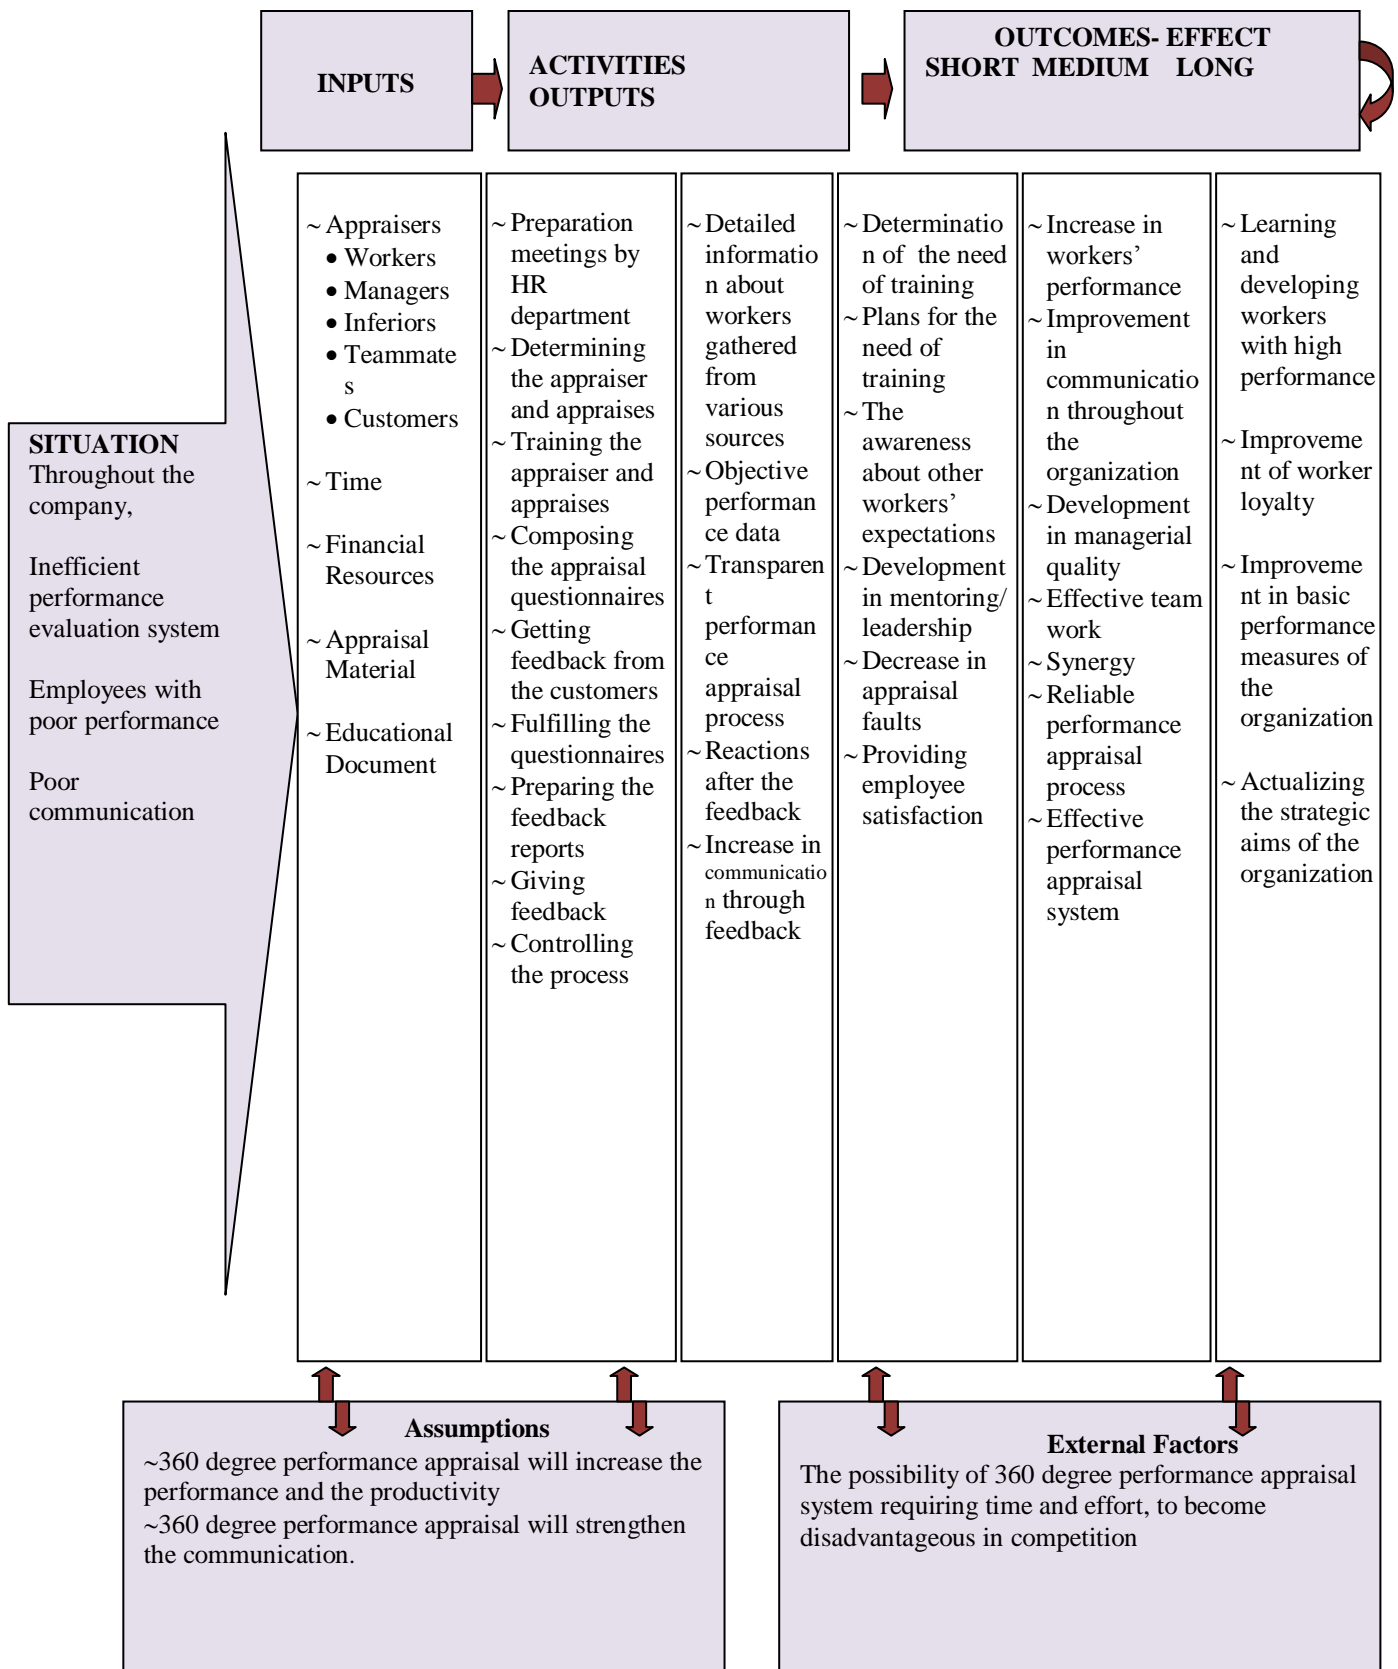 INPUTS
ACTIVITIES
OUTPUTS
OUTCOMES- EFFECT
SHORT MEDIUM LONG
SITUATION
Throughout the
company,
Inefficient
performance
evaluation system
Employees with
poor performance
Poor
communication
~ Appraisers
• Workers
• Managers
• Inferiors
• Teammate
s
• Customers
~ Time
~ Financial
Resources
~ Appraisal
Material
~ Educational
Document
~ Preparation
meetings by
HR
department
~ Determining
the appraiser
and appraises
~ Training the
appraiser and
appraises
~ Composing
the appraisal
questionnaires
~ Getting
feedback from
the customers
~ Fulfilling the
questionnaires
~ Preparing the
feedback
reports
~ Giving
feedback
~ Controlling
the process
~ Detailed
informatio
n about
workers
gathered
from
various
sources
~ Objective
performan
ce data
~ Transparen
t
performan
ce
appraisal
process
~ Reactions
after the
feedback
~ Increase in
communicatio
n through
feedback
~ Determinatio
n of the need
of training
~ Plans for the
need of
training
~ The
awareness
about other
workers’
expectations
~ Development
in mentoring/
leadership
~ Decrease in
appraisal
faults
~ Providing
employee
satisfaction
~ Increase in
workers’
performance
~ Improvement
in
communicatio
n throughout
the
organization
~ Development
in managerial
quality
~ Effective team
work
~ Synergy
~ Reliable
performance
appraisal
process
~ Effective
performance
appraisal
system
~ Learning
and
developing
workers
with high
performance
~ Improveme
nt of worker
loyalty
~ Improveme
nt in basic
performance
measures of
the
organization
~ Actualizing
the strategic
aims of the
organization
Assumptions
~360 degree performance appraisal will increase the
performance and the productivity
~360 degree performance appraisal will strengthen
the communication.
External Factors
The possibility of 360 degree performance appraisal
system requiring time and effort, to become
disadvantageous in competition